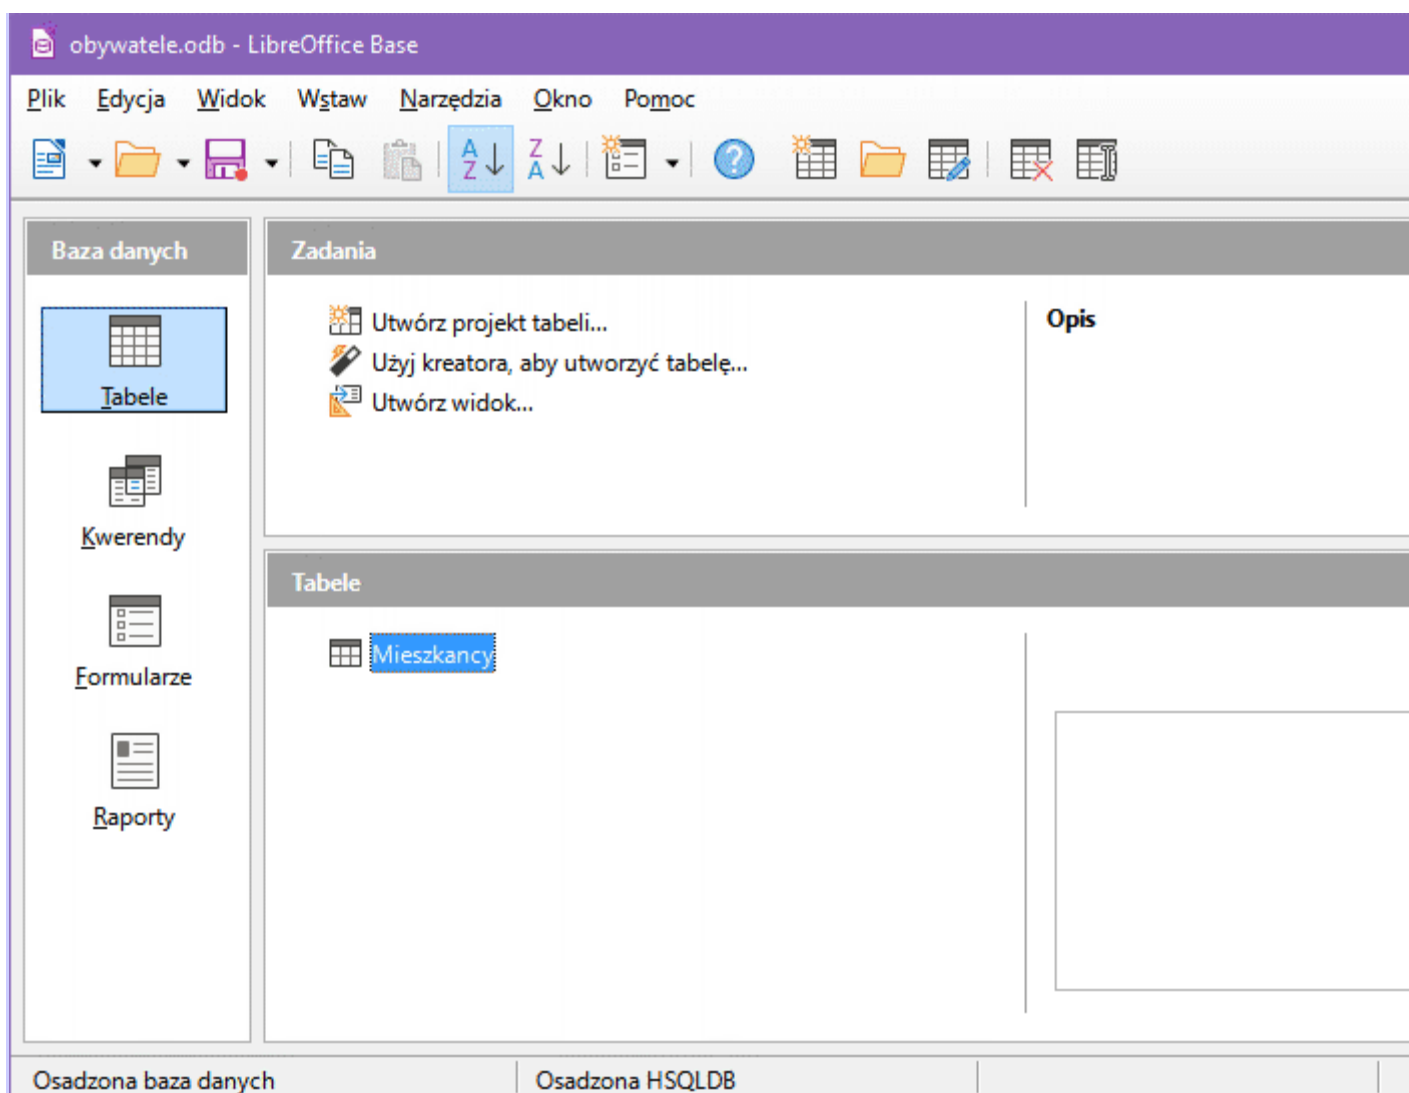 obywatele.odb - LibreOffice Base
Plik Edycja Widok Wstaw Narzędzia Okno Pomoc
Baza danych
Tabele
Kwerendy
Formularze
Raporty
Zadania
Utwórz projekt tabeli...
Użyj kreatora, aby utworzyć tabelę...
Utwórz widok...
Opis
Tabele
Mieszkancy
Osadzona baza danych
Osadzona HSQLDB